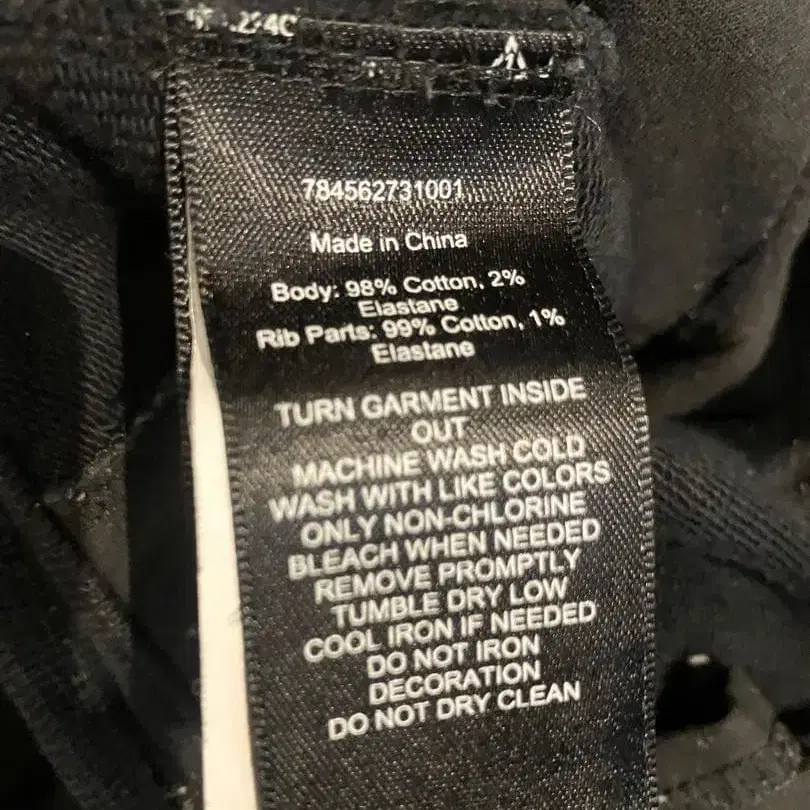 784562731001
Made in China
Body: 98% Cotton, 2%
Elastane
Rib Parts: 99% Cotton, 1%
Elastane
TURN GARMENT INSIDE
OUT
MACHINE WASH COLD
WASH WITH LIKE COLORS
ONLY NON-CHLORINE
BLEACH WHEN NEEDED
REMOVE PROMPTLY
TUMBLE DRY LOW
COOL IRON IF NEEDED
DO NOT IRON
DECORATION
DO NOT DRY CLEAN